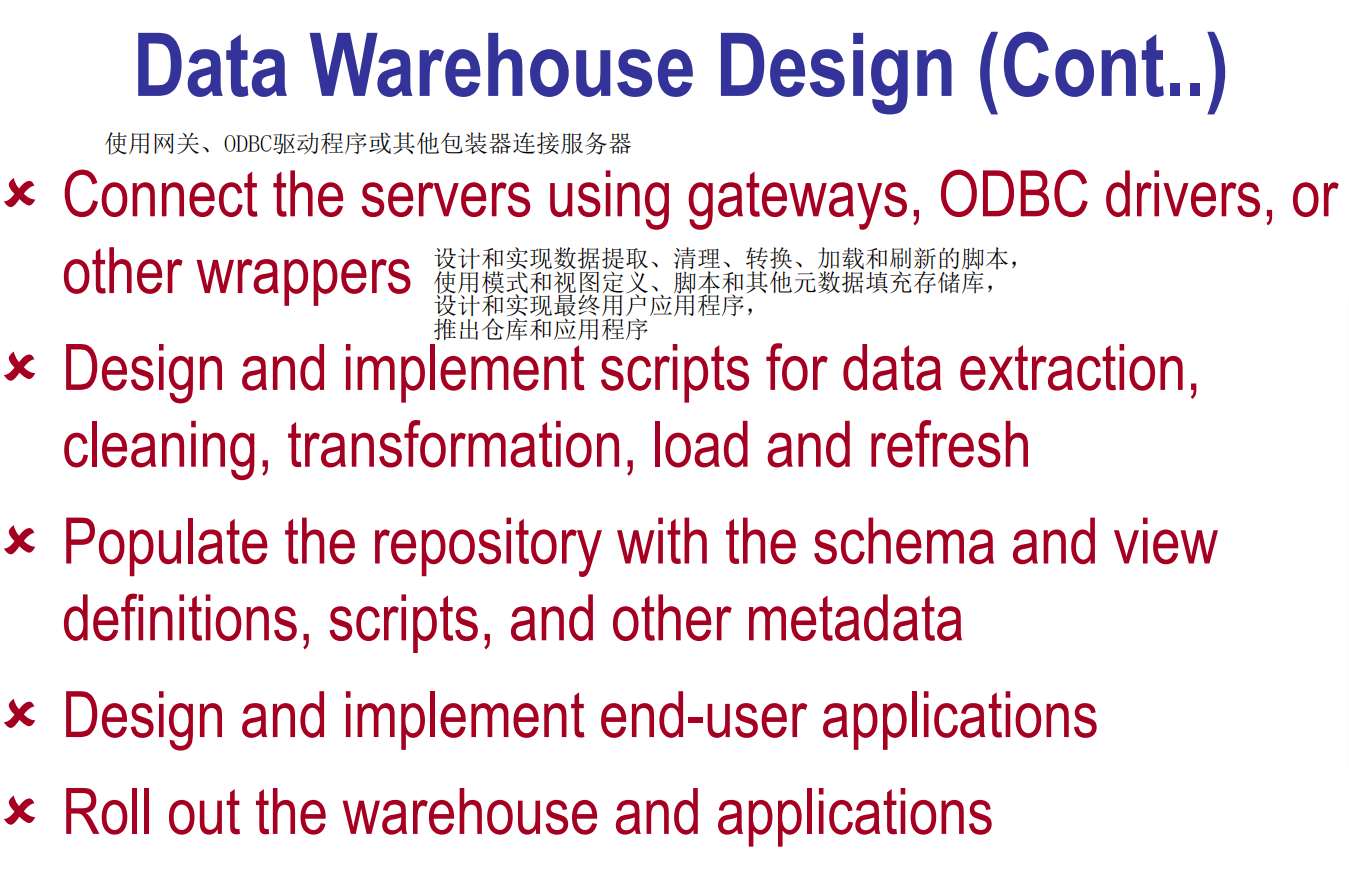 Data Warehouse Design (Cont..)
使用网关、ODBC驱动程序或其他包装器连接服务器
× Connect the servers using gateways, ODBC drivers, or
other wrappers
设计和实现数据提取、清理、转换、加载和刷新的脚本，
使用模式和视图定义、脚本和其他元数据填充存储库，
设计和实现最终用户应用程序，
推出仓库和应用程序
× Design and implement scripts for data extraction,
cleaning, transformation, load and refresh
× Populate the repository with the schema and view
definitions, scripts, and other metadata
× Design and implement end-user applications
× Roll out the warehouse and applications